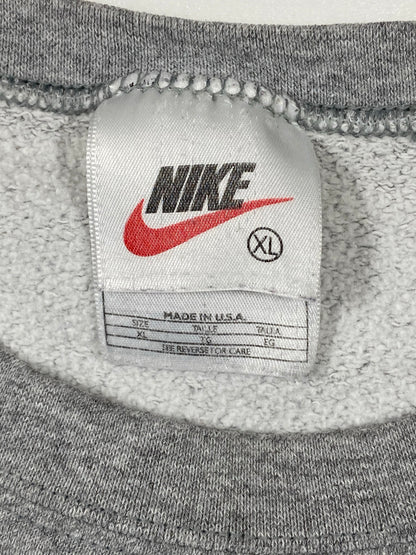 NIKE
XL
MADE IN U.S.A.
SIZE TAILLE TALLA
XL TG EG
SEE REVERSE FOR CARE